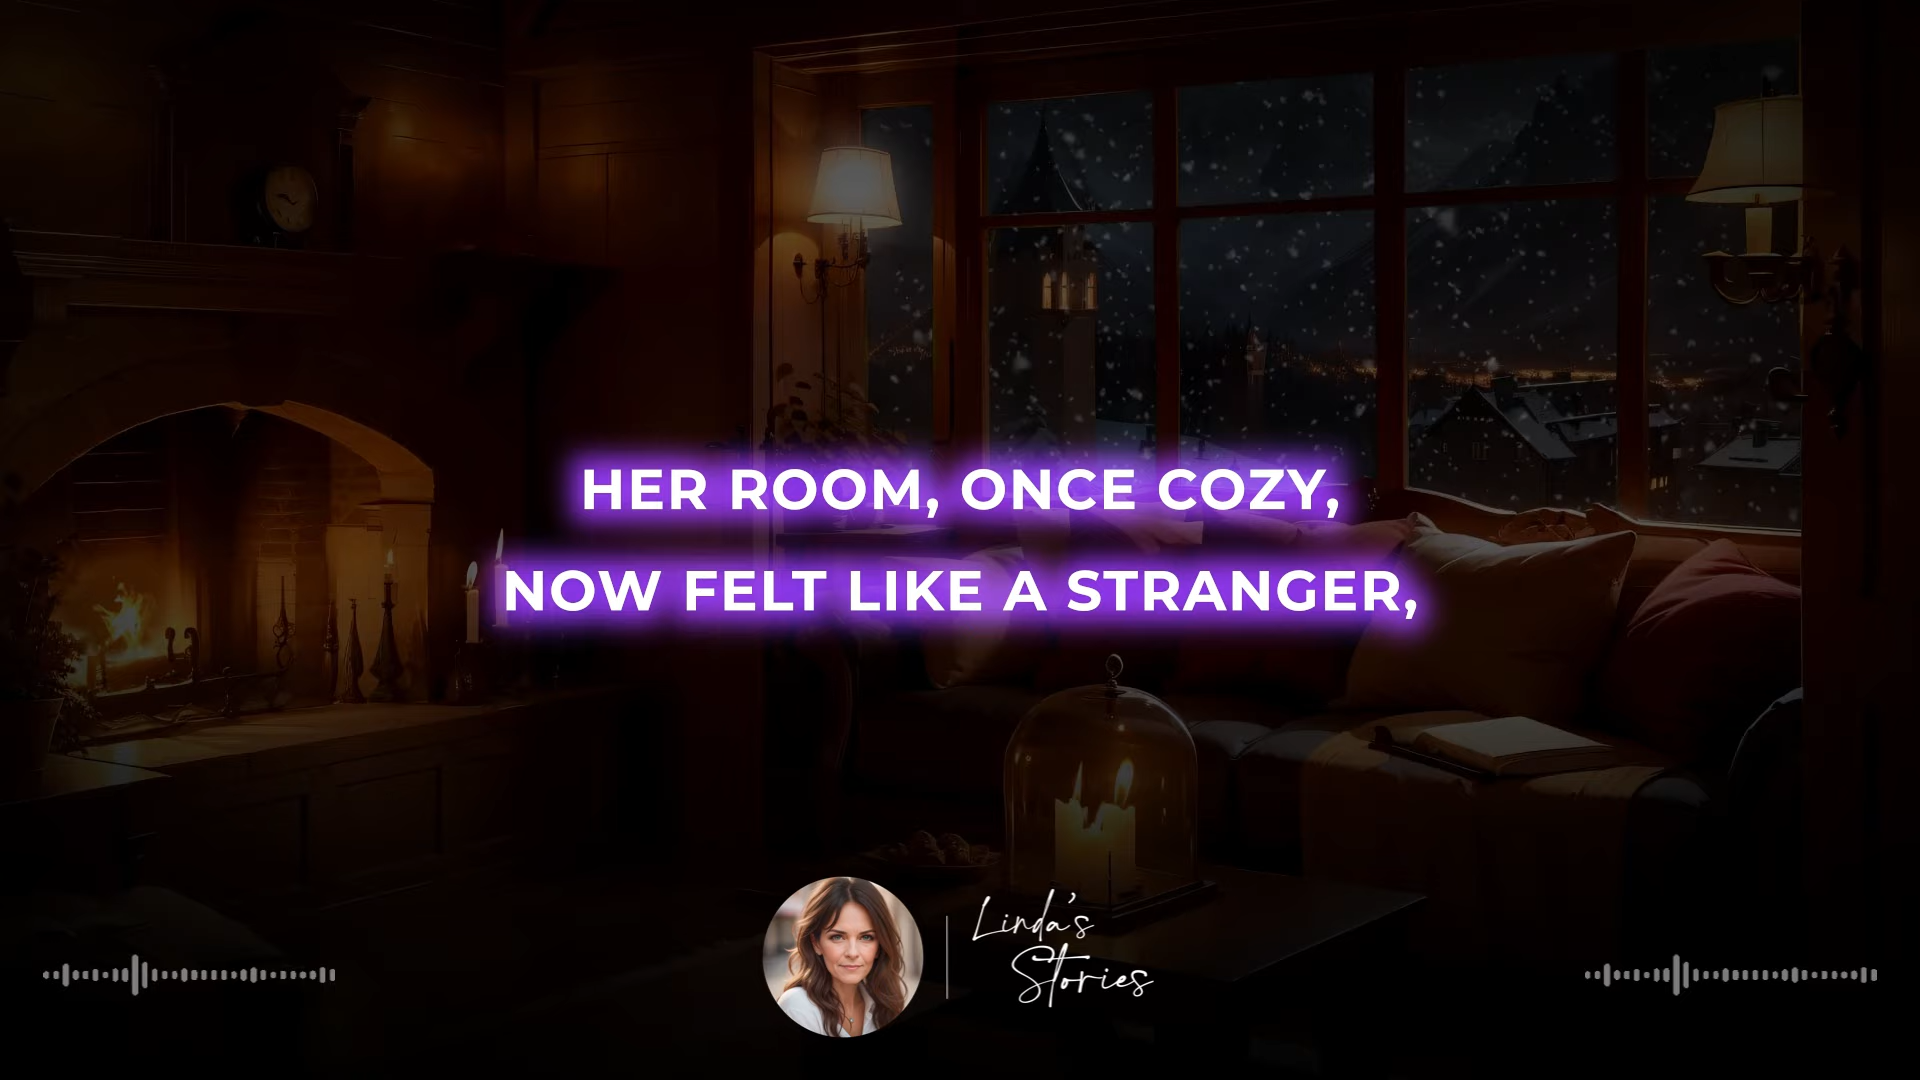 HER ROOM, ONCE COZY,
NOW FELT LIKE A STRANGER,
Linda's
Stories